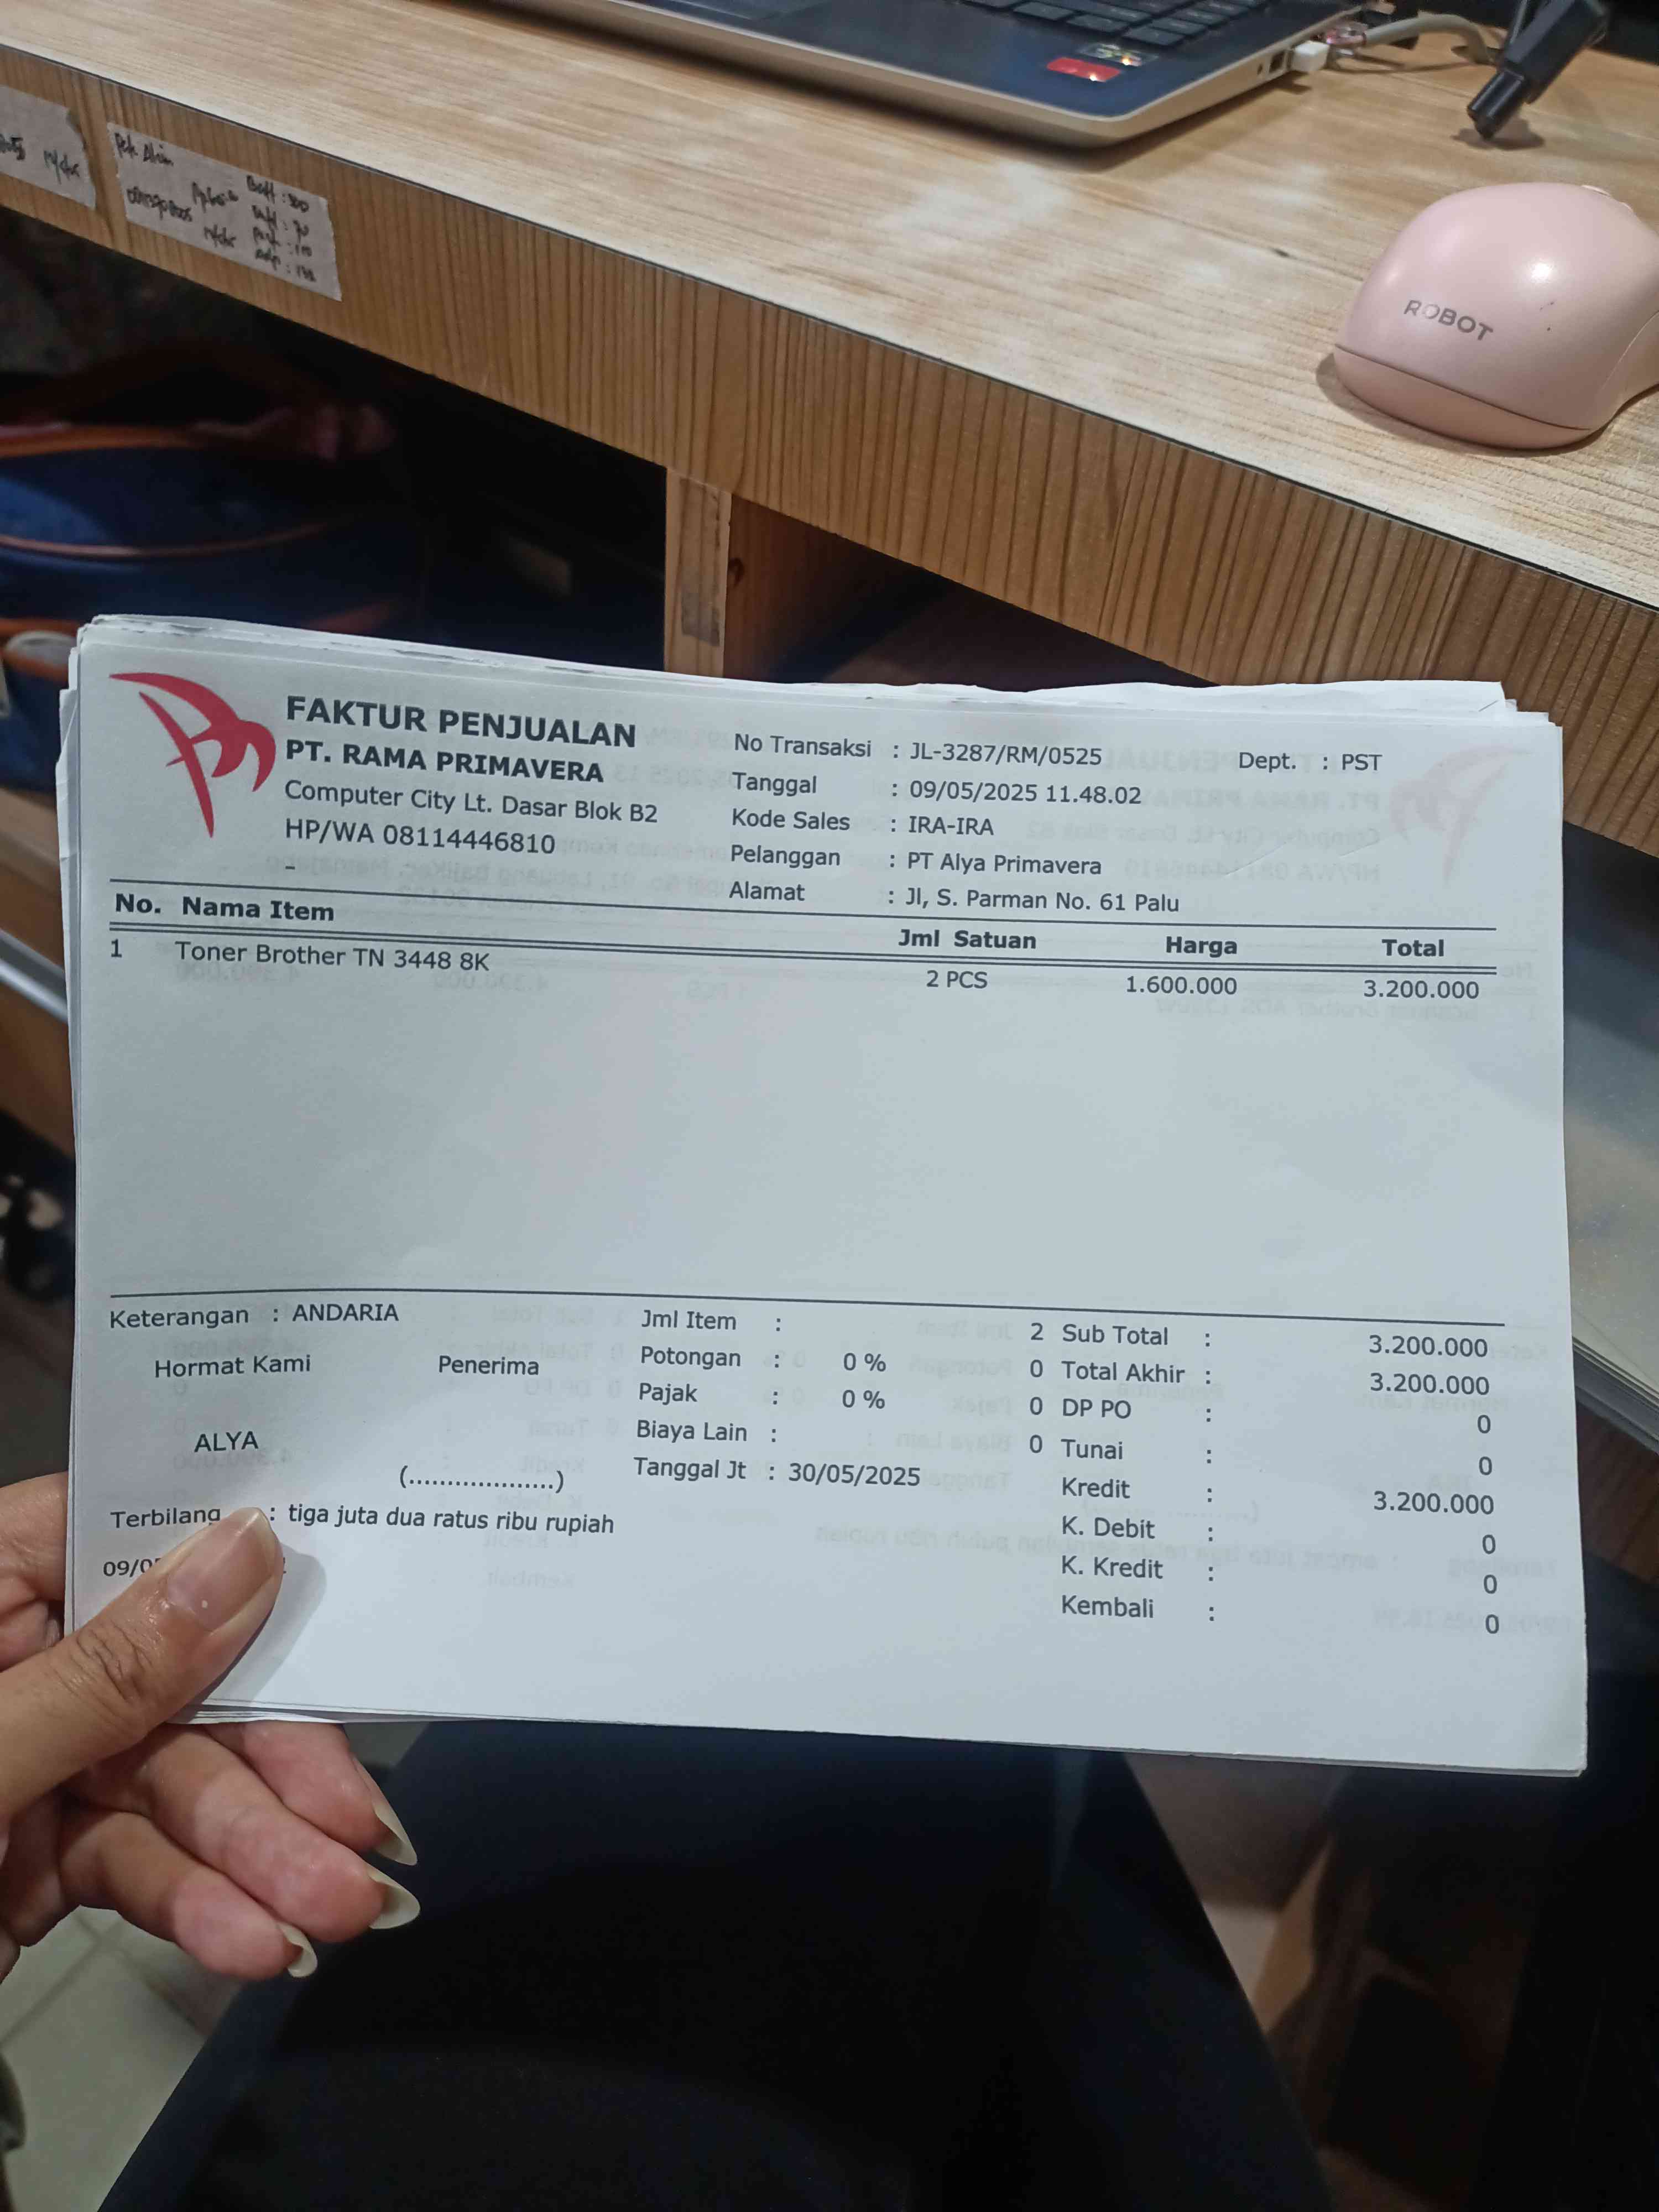 ROBOT
FAKTUR PENJUALAN
PT. RAMA PRIMAVERA
Computer City Lt. Dasar Blok B2
HP/WA 08114446810
-
No Transaksi : JL-3287/RM/0525 Dept. : PST
Tanggal : 09/05/2025 11.48.02
Kode Sales : IRA-IRA
Pelanggan : PT Alya Primavera
Alamat : Jl, S. Parman No. 61 Palu
No. Nama Item Jml Satuan Harga Total
1 Toner Brother TN 3448 8K 2 PCS 1.600.000 3.200.000
Keterangan : ANDARIA
Hormat Kami Penerima
ALYA
(...................)
Jml Item : 2
Potongan : 0 % 0
Pajak : 0 % 0
Biaya Lain : 0
Tanggal Jt : 30/05/2025
Sub Total : 3.200.000
Total Akhir : 3.200.000
DP PO : 0
Tunai : 0
Kredit : 3.200.000
K. Debit : 0
K. Kredit : 0
Kembali : 0
Terbilang : tiga juta dua ratus ribu rupiah